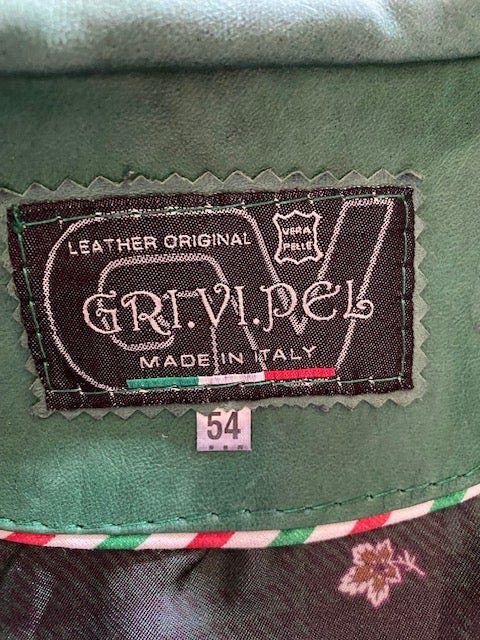 LEATHER ORIGINAL
VERA
PELLE
GRI.VI.PEL
MADE IN ITALY
54